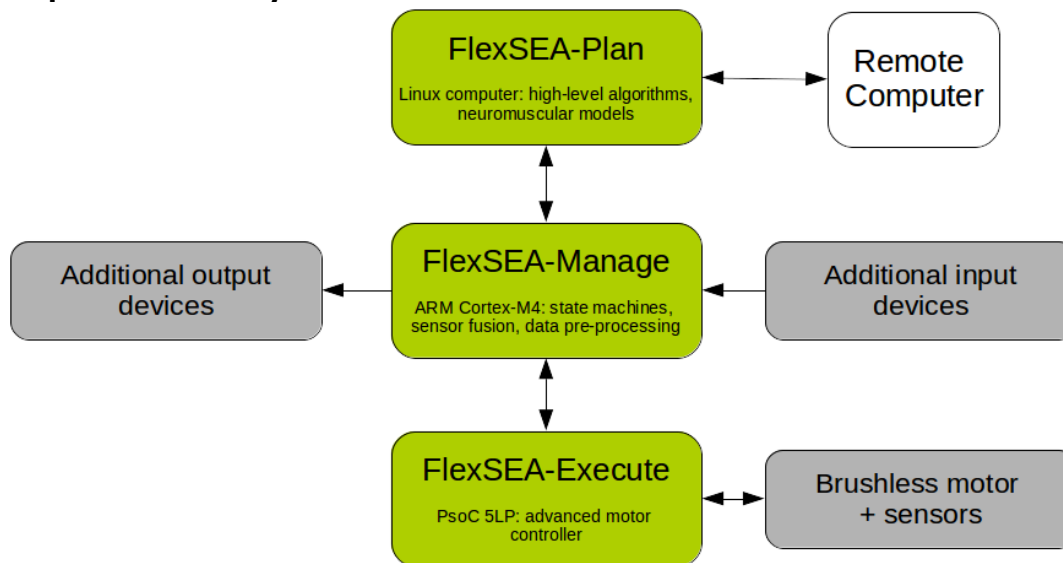 FlexSEA-Plan
Linux computer: high-level algorithms,
neuromuscular models
Remote
Computer
Additional output
devices
FlexSEA-Manage
ARM Cortex-M4: state machines,
sensor fusion, data pre-processing
Additional input
devices
FlexSEA-Execute
PsoC 5LP: advanced motor
controller
Brushless motor
+ sensors